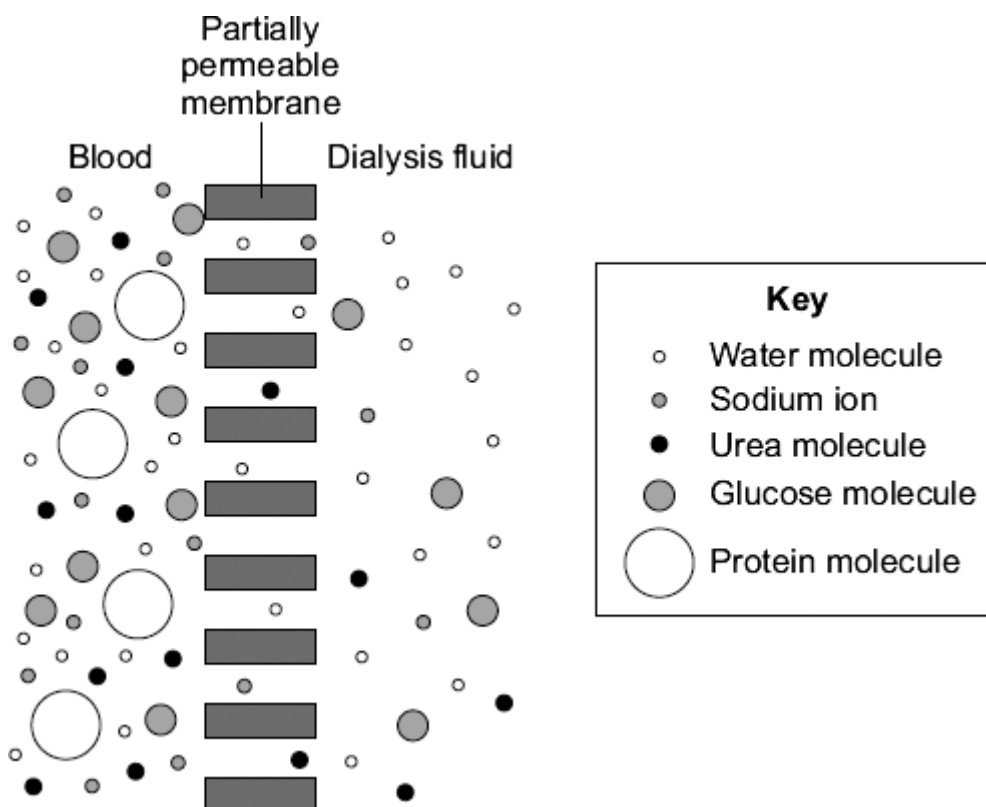 Partially
permeable
membrane
Blood
Dialysis fluid
Key
Water molecule
Sodium ion
Urea molecule
Glucose molecule
Protein molecule